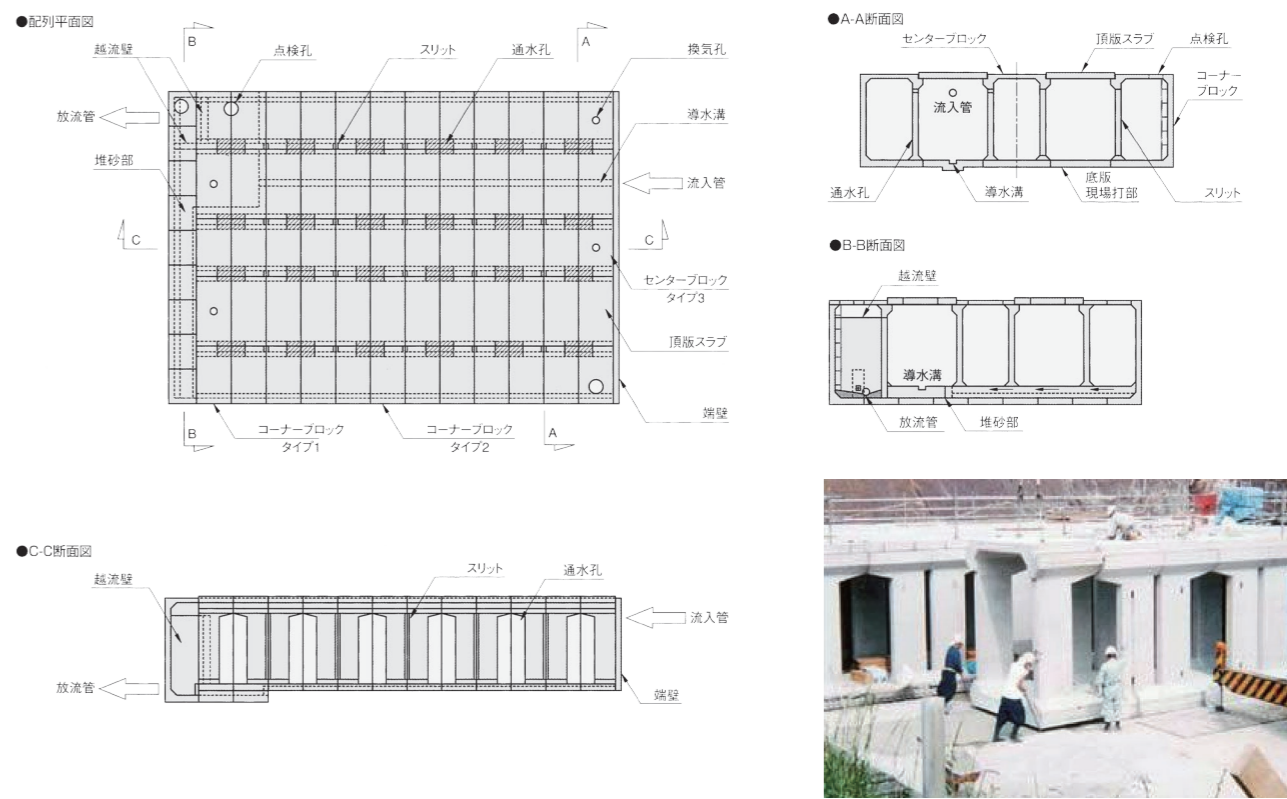 ●配列平面図
B
A
越流壁
点検孔
スリット
通水孔
換気孔
放流管
導水溝
堆砂部
流入管
C
C
センターブロック
タイプ3
頂版スラブ
端壁
B
コーナーブロック
タイプ1
コーナーブロック
タイプ2
A
●C-C断面図
越流壁
スリット
通水孔
流入管
放流管
端壁
●A-A断面図
センターブロック
頂版スラブ
点検孔
コーナー
ブロック
流入管
通水孔
導水溝
底版
現場打部
スリット
●B-B断面図
越流壁
導水溝
放流管
堆砂部